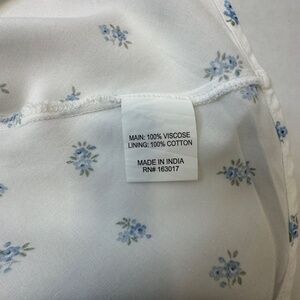 MAIN: 100% VISCOSE
LINING: 100% COTTON
MADE IN INDIA
RN# 163017